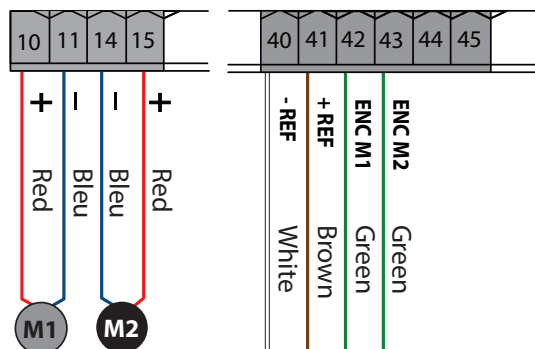 10 11 14 15
+ - - +
Red Bleu Bleu Red
M1 M2
40 41 42 43 44 45
- REF + REF ENC M1 ENC M2
White Brown Green Green